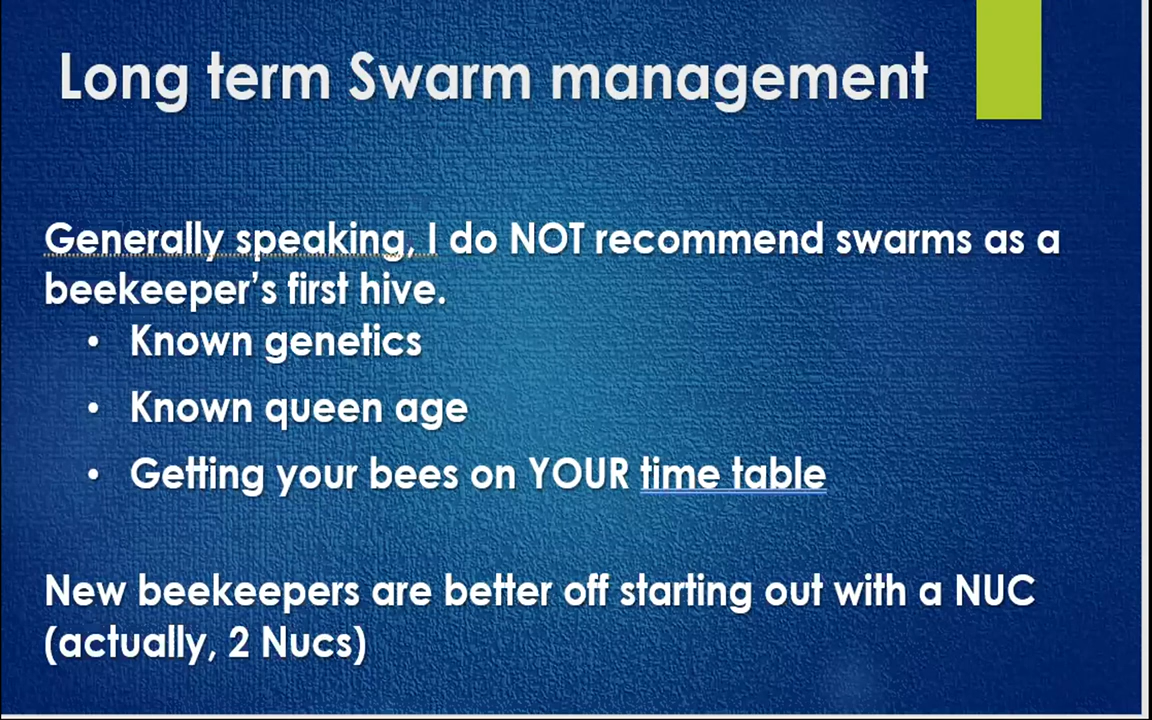 Long term Swarm management
Generally speaking, I do NOT recommend swarms as a
beekeeper’s first hive.
• Known genetics
• Known queen age
• Getting your bees on YOUR time table
New beekeepers are better off starting out with a NUC
(actually, 2 Nucs)